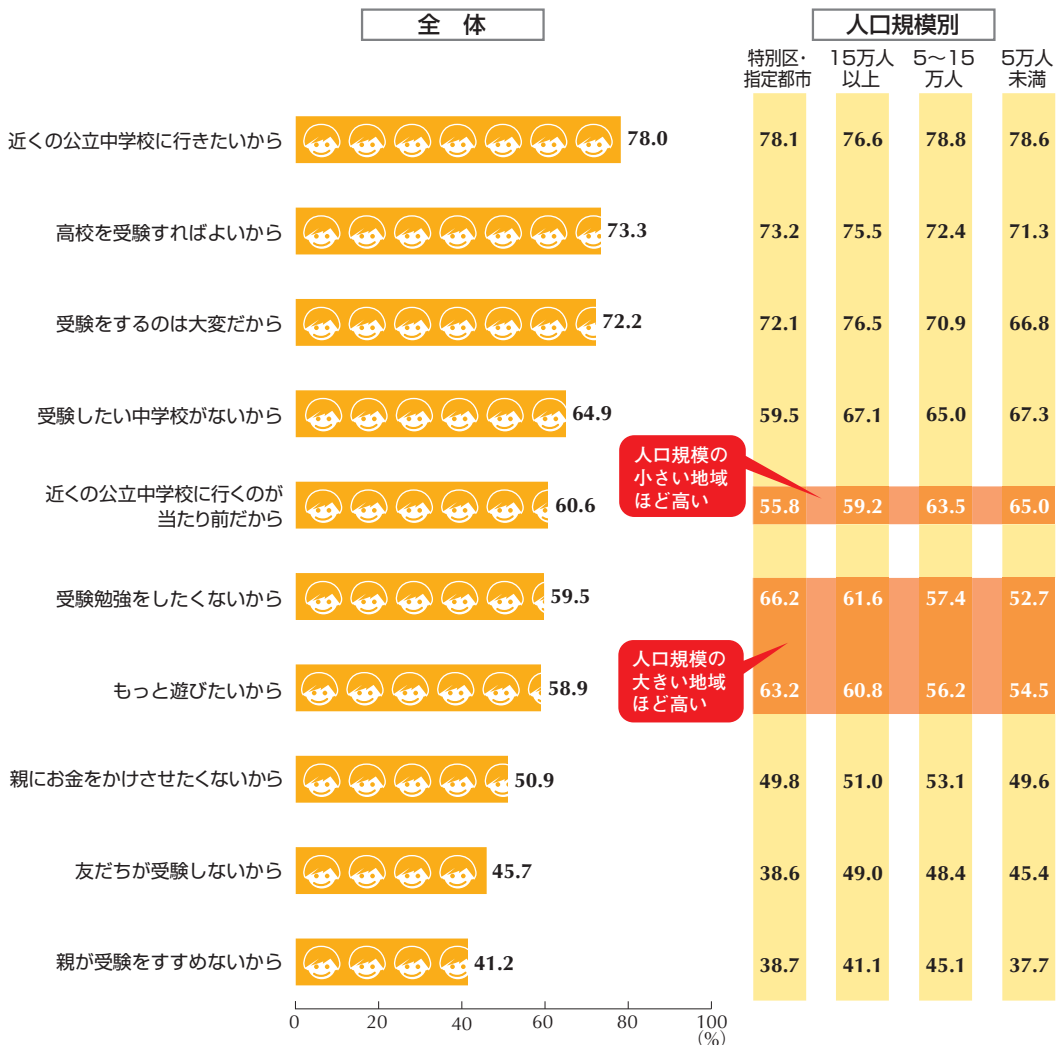 全 体
人口規模別
特別区・
指定都市
15万人
以上
5〜15
万人
5万人
未満
近くの公立中学校に行きたいから 78.0 78.1 76.6 78.8 78.6
高校を受験すればよいから 73.3 73.2 75.5 72.4 71.3
受験をするのは大変だから 72.2 72.1 76.5 70.9 66.8
受験したい中学校がないから 64.9 59.5 67.1 65.0 67.3
人口規模の
小さい地域
ほど高い
近くの公立中学校に行くのが
当たり前だから 60.6 55.8 59.2 63.5 65.0
受験勉強をしたくないから 59.5 66.2 61.6 57.4 52.7
人口規模の
大きい地域
ほど高い
もっと遊びたいから 58.9 63.2 60.8 56.2 54.5
親にお金をかけさせたくないから 50.9 49.8 51.0 53.1 49.6
友だちが受験しないから 45.7 38.6 49.0 48.4 45.4
親が受験をすすめないから 41.2 38.7 41.1 45.1 37.7
0 20 40 60 80 100
(%)